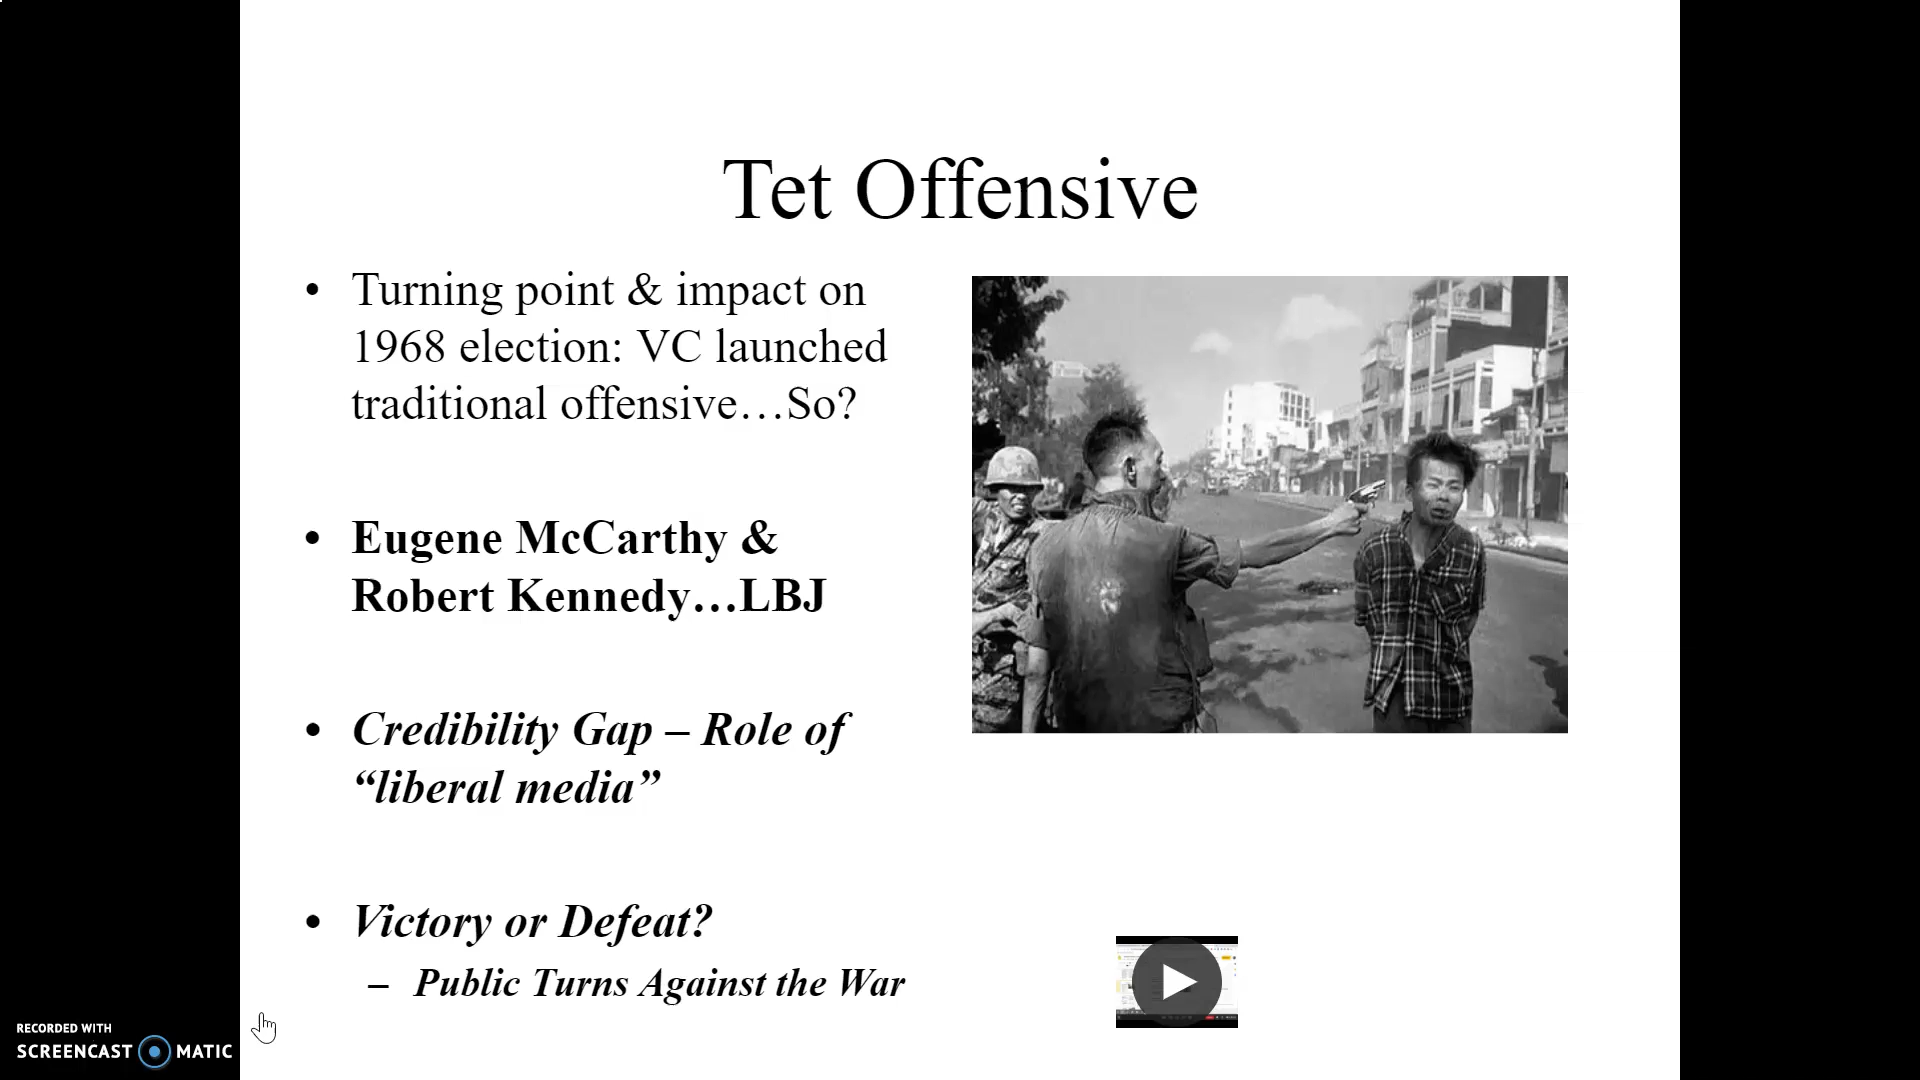 Tet Offensive
• Turning point & impact on
1968 election: VC launched
traditional offensive…So?
• Eugene McCarthy &
Robert Kennedy…LBJ
• Credibility Gap – Role of
“liberal media”
• Victory or Defeat?
– Public Turns Against the War
RECORDED WITH
SCREENCAST MATIC